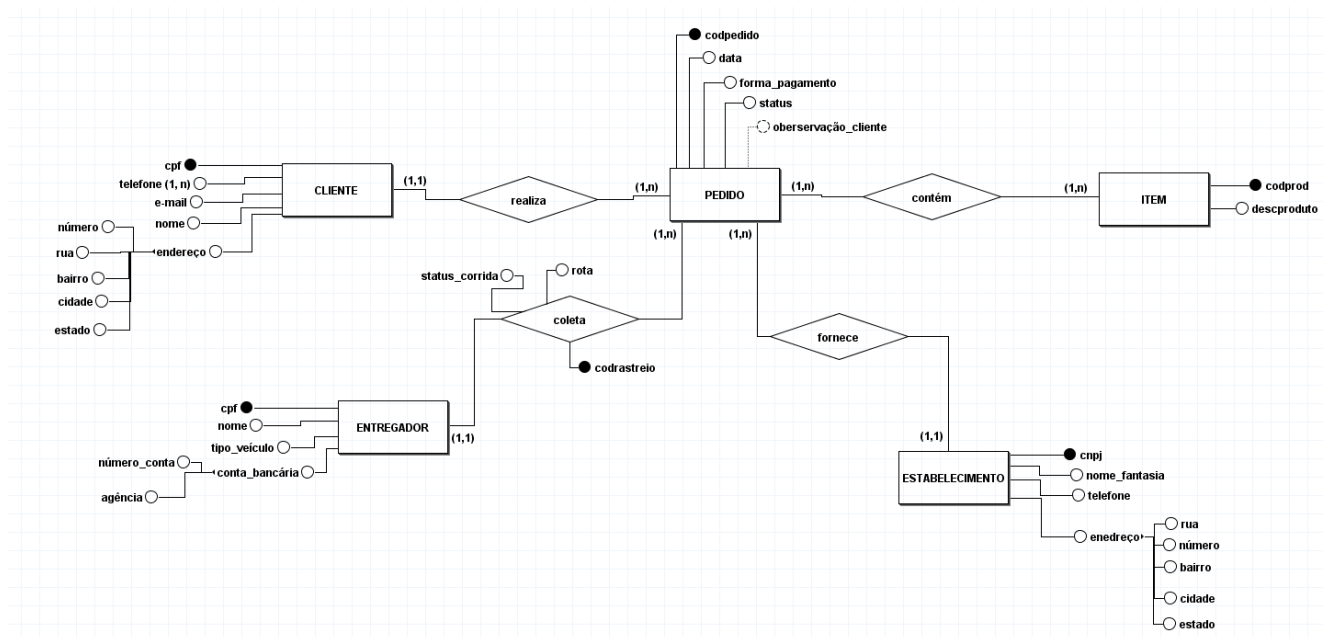 codpedido
data
forma_pagamento
status
oberservação_cliente
cpf
telefone (1, n)
e-mail
nome
endereço
número
rua
bairro
cidade
estado
CLIENTE
(1,1)
realiza
(1,n)
PEDIDO
(1,n)
contém
(1,n)
ITEM
codprod
descproduto
(1,n)
(1,n)
status_corrida
rota
coleta
codrastreio
fornece
cpf
nome
tipo_veículo
conta_bancária
número_conta
agência
ENTREGADOR
(1,1)
(1,1)
ESTABELECIMENTO
cnpj
nome_fantasia
telefone
enedreço
rua
número
bairro
cidade
estado